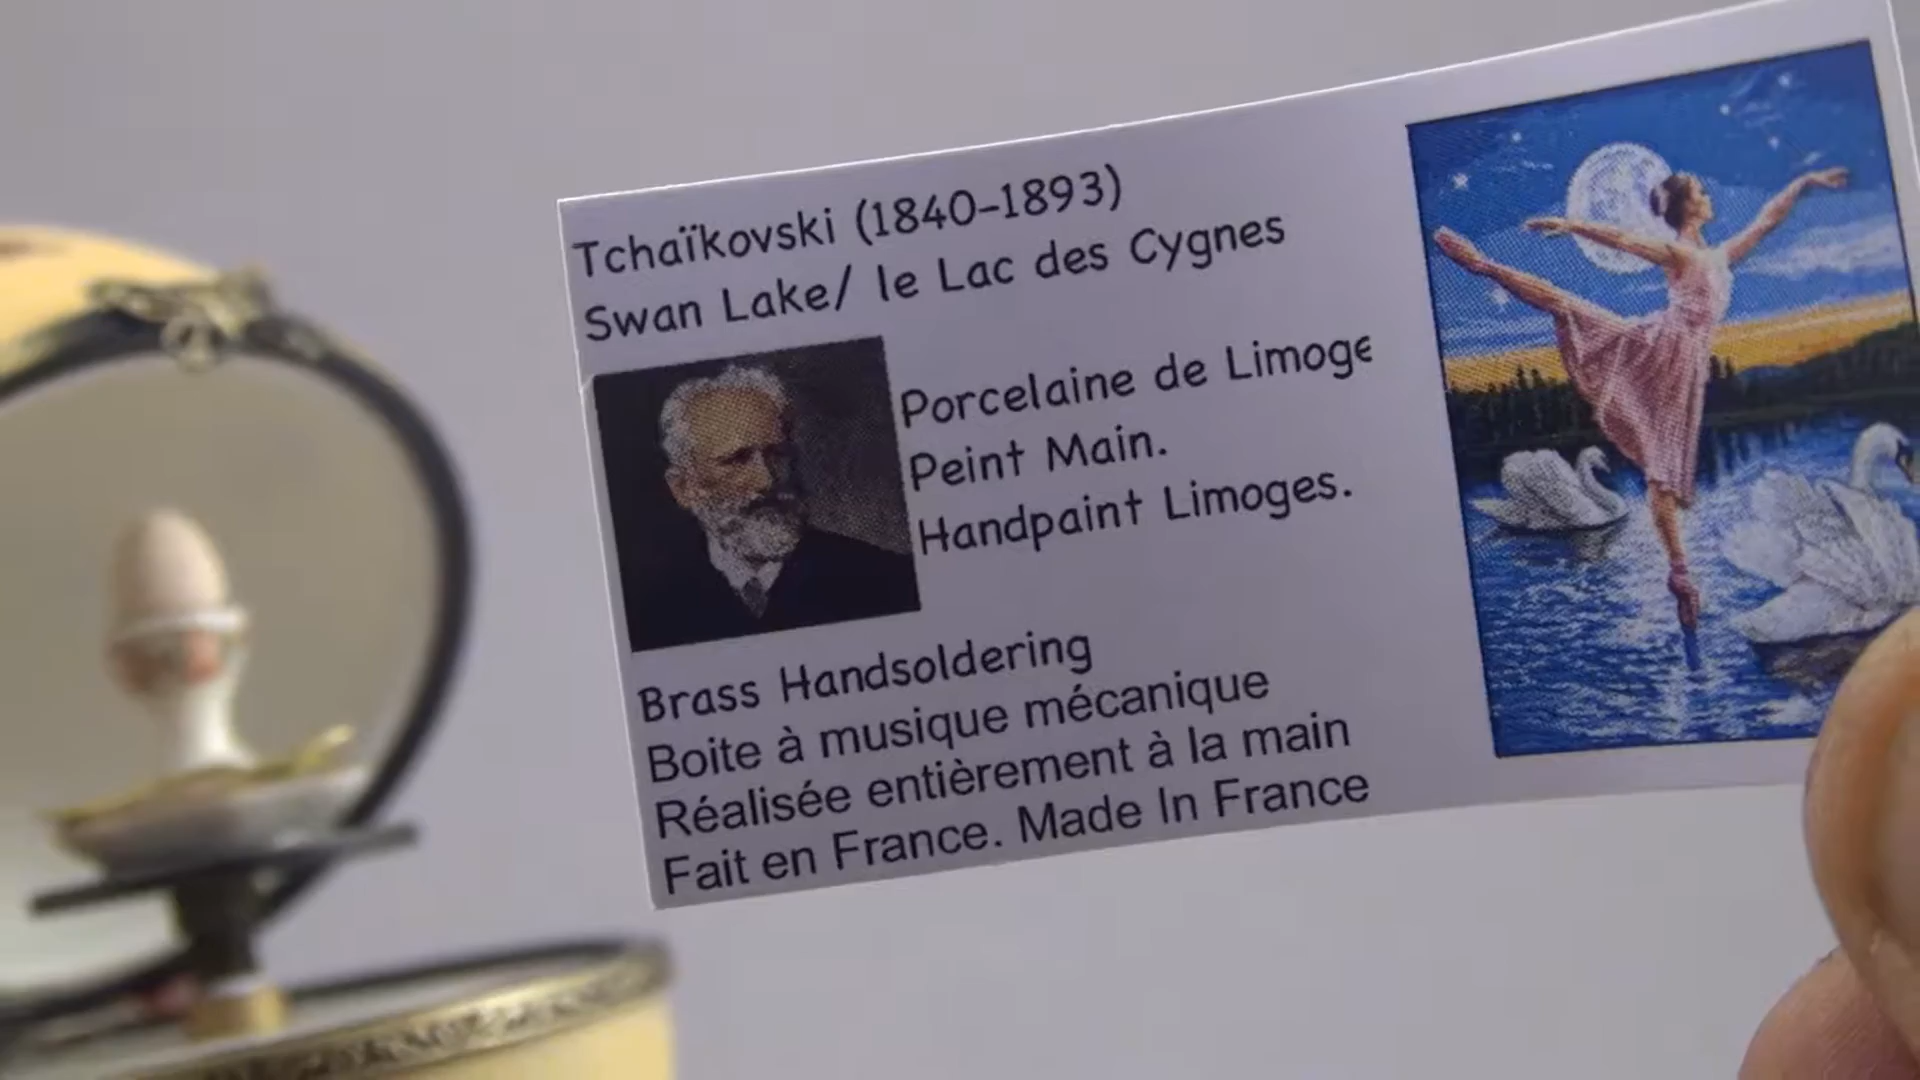 Tchaïkovski (1840-1893)
Swan Lake/ le Lac des Cygnes
Porcelaine de Limoge
Peint Main.
Handpaint Limoges.
Brass Handsoldering
Boite à musique mécanique
Réalisée entièrement à la main
Fait en France. Made In France